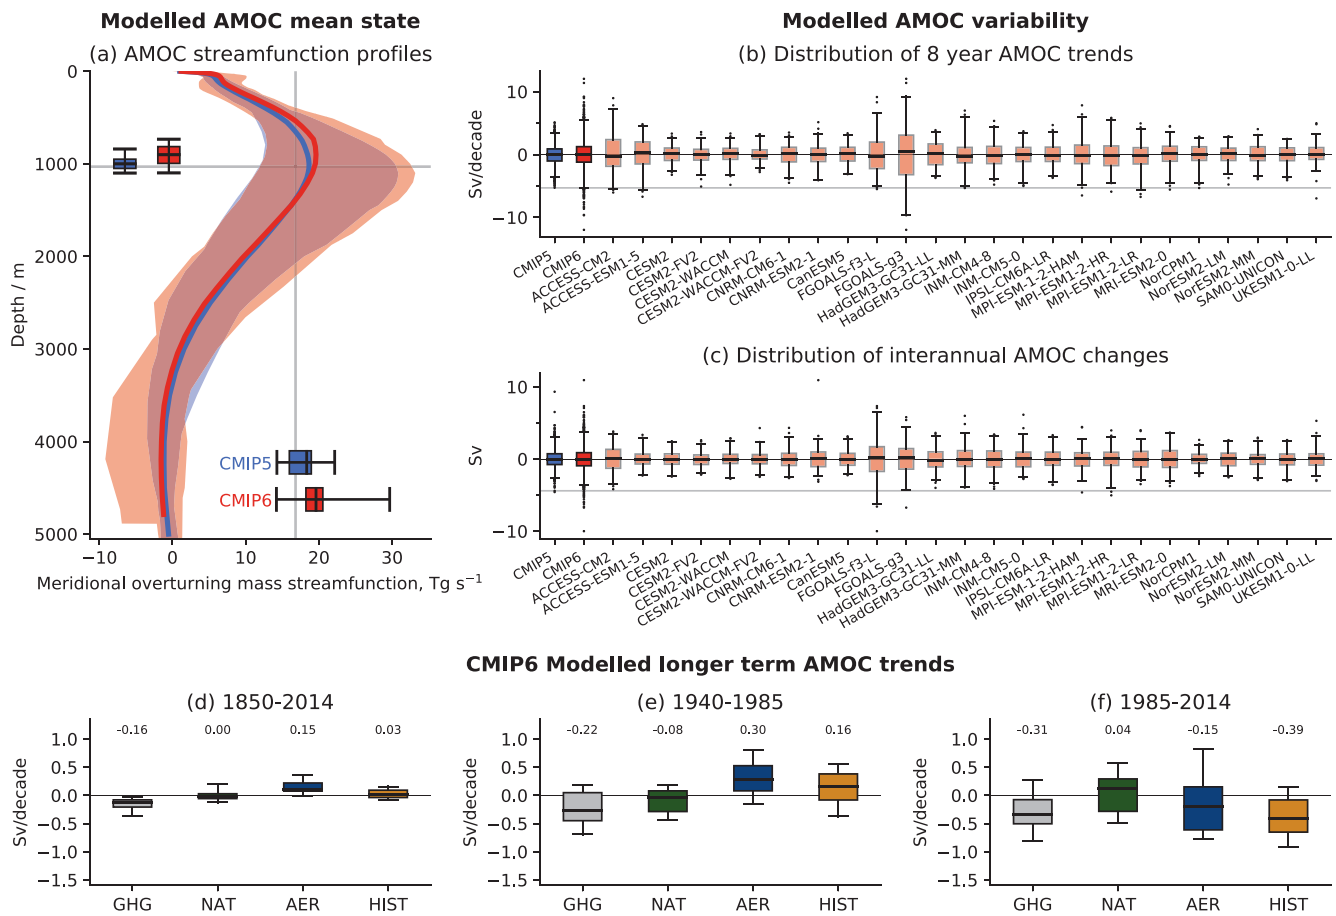 Modelled AMOC mean state
(a) AMOC streamfunction profiles
0
1000
2000
3000
4000
5000
Depth / m
CMIP5
CMIP6
−10
0
10
20
30
Meridional overturning mass streamfunction, Tg s−1
Modelled AMOC variability
(b) Distribution of 8 year AMOC trends
10
0
−10
Sv/decade
CMIP5
CMIP6
ACCESS-CM2
ACCESS-ESM1-5
CESM2
CESM2-FV2
CESM2-WACCM
CESM2-WACCM-FV2
CNRM-CM6-1
CNRM-ESM2-1
CanESM5
FGOALS-f3-L
FGOALS-g3
HadGEM3-GC31-LL
HadGEM3-GC31-MM
INM-CM4-8
INM-CM5-0
IPSL-CM6A-LR
MPI-ESM-1-2-HAM
MPI-ESM1-2-HR
MPI-ESM1-2-LR
MRI-ESM2-0
NorCPM1
NorESM2-LM
NorESM2-MM
SAM0-UNICON
UKESM1-0-LL
(c) Distribution of interannual AMOC changes
10
0
−10
Sv
CMIP5
CMIP6
ACCESS-CM2
ACCESS-ESM1-5
CESM2
CESM2-FV2
CESM2-WACCM
CESM2-WACCM-FV2
CNRM-CM6-1
CNRM-ESM2-1
CanESM5
FGOALS-f3-L
FGOALS-g3
HadGEM3-GC31-LL
HadGEM3-GC31-MM
INM-CM4-8
INM-CM5-0
IPSL-CM6A-LR
MPI-ESM-1-2-HAM
MPI-ESM1-2-HR
MPI-ESM1-2-LR
MRI-ESM2-0
NorCPM1
NorESM2-LM
NorESM2-MM
SAM0-UNICON
UKESM1-0-LL
CMIP6 Modelled longer term AMOC trends
(d) 1850-2014
-0.16 0.00 0.15 0.03
1.0
0.5
0.0
−0.5
−1.0
−1.5
Sv/decade
GHG NAT AER HIST
(e) 1940-1985
-0.22 -0.08 0.30 0.16
1.0
0.5
0.0
−0.5
−1.0
−1.5
Sv/decade
GHG NAT AER HIST
(f) 1985-2014
-0.31 0.04 -0.15 -0.39
1.0
0.5
0.0
−0.5
−1.0
−1.5
Sv/decade
GHG NAT AER HIST